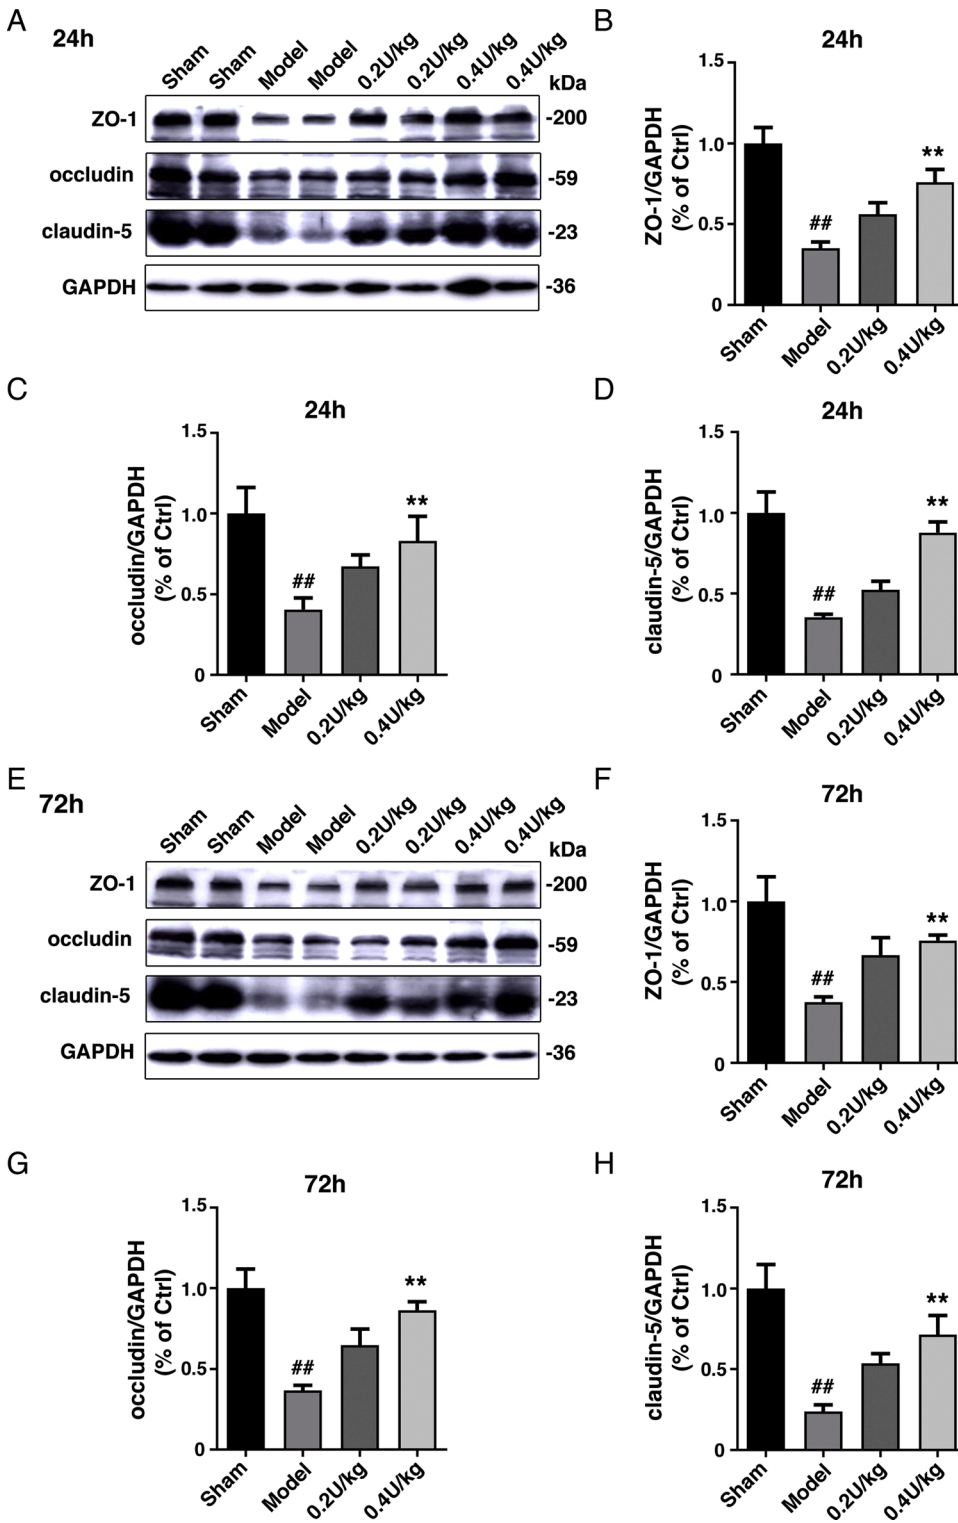 A
24h
Sham Sham Model Model 0.2U/kg 0.2U/kg 0.4U/kg 0.4U/kg
kDa
ZO-1 -200
occludin -59
claudin-5 -23
GAPDH -36
B
24h
ZO-1/GAPDH
(% of Ctrl)
1.5
1.0
0.5
0
##
**
Sham Model 0.2U/kg 0.4U/kg
C
24h
occludin/GAPDH
(% of Ctrl)
1.5
1.0
0.5
0
##
**
Sham Model 0.2U/kg 0.4U/kg
D
24h
claudin-5/GAPDH
(% of Ctrl)
1.5
1.0
0.5
0
##
**
Sham Model 0.2U/kg 0.4U/kg
E
72h
Sham Sham Model Model 0.2U/kg 0.2U/kg 0.4U/kg 0.4U/kg
kDa
ZO-1 -200
occludin -59
claudin-5 -23
GAPDH -36
F
72h
ZO-1/GAPDH
(% of Ctrl)
1.5
1.0
0.5
0
##
**
Sham Model 0.2U/kg 0.4U/kg
G
72h
occludin/GAPDH
(% of Ctrl)
1.5
1.0
0.5
0
##
**
Sham Model 0.2U/kg 0.4U/kg
H
72h
claudin-5/GAPDH
(% of Ctrl)
1.5
1.0
0.5
0
##
**
Sham Model 0.2U/kg 0.4U/kg